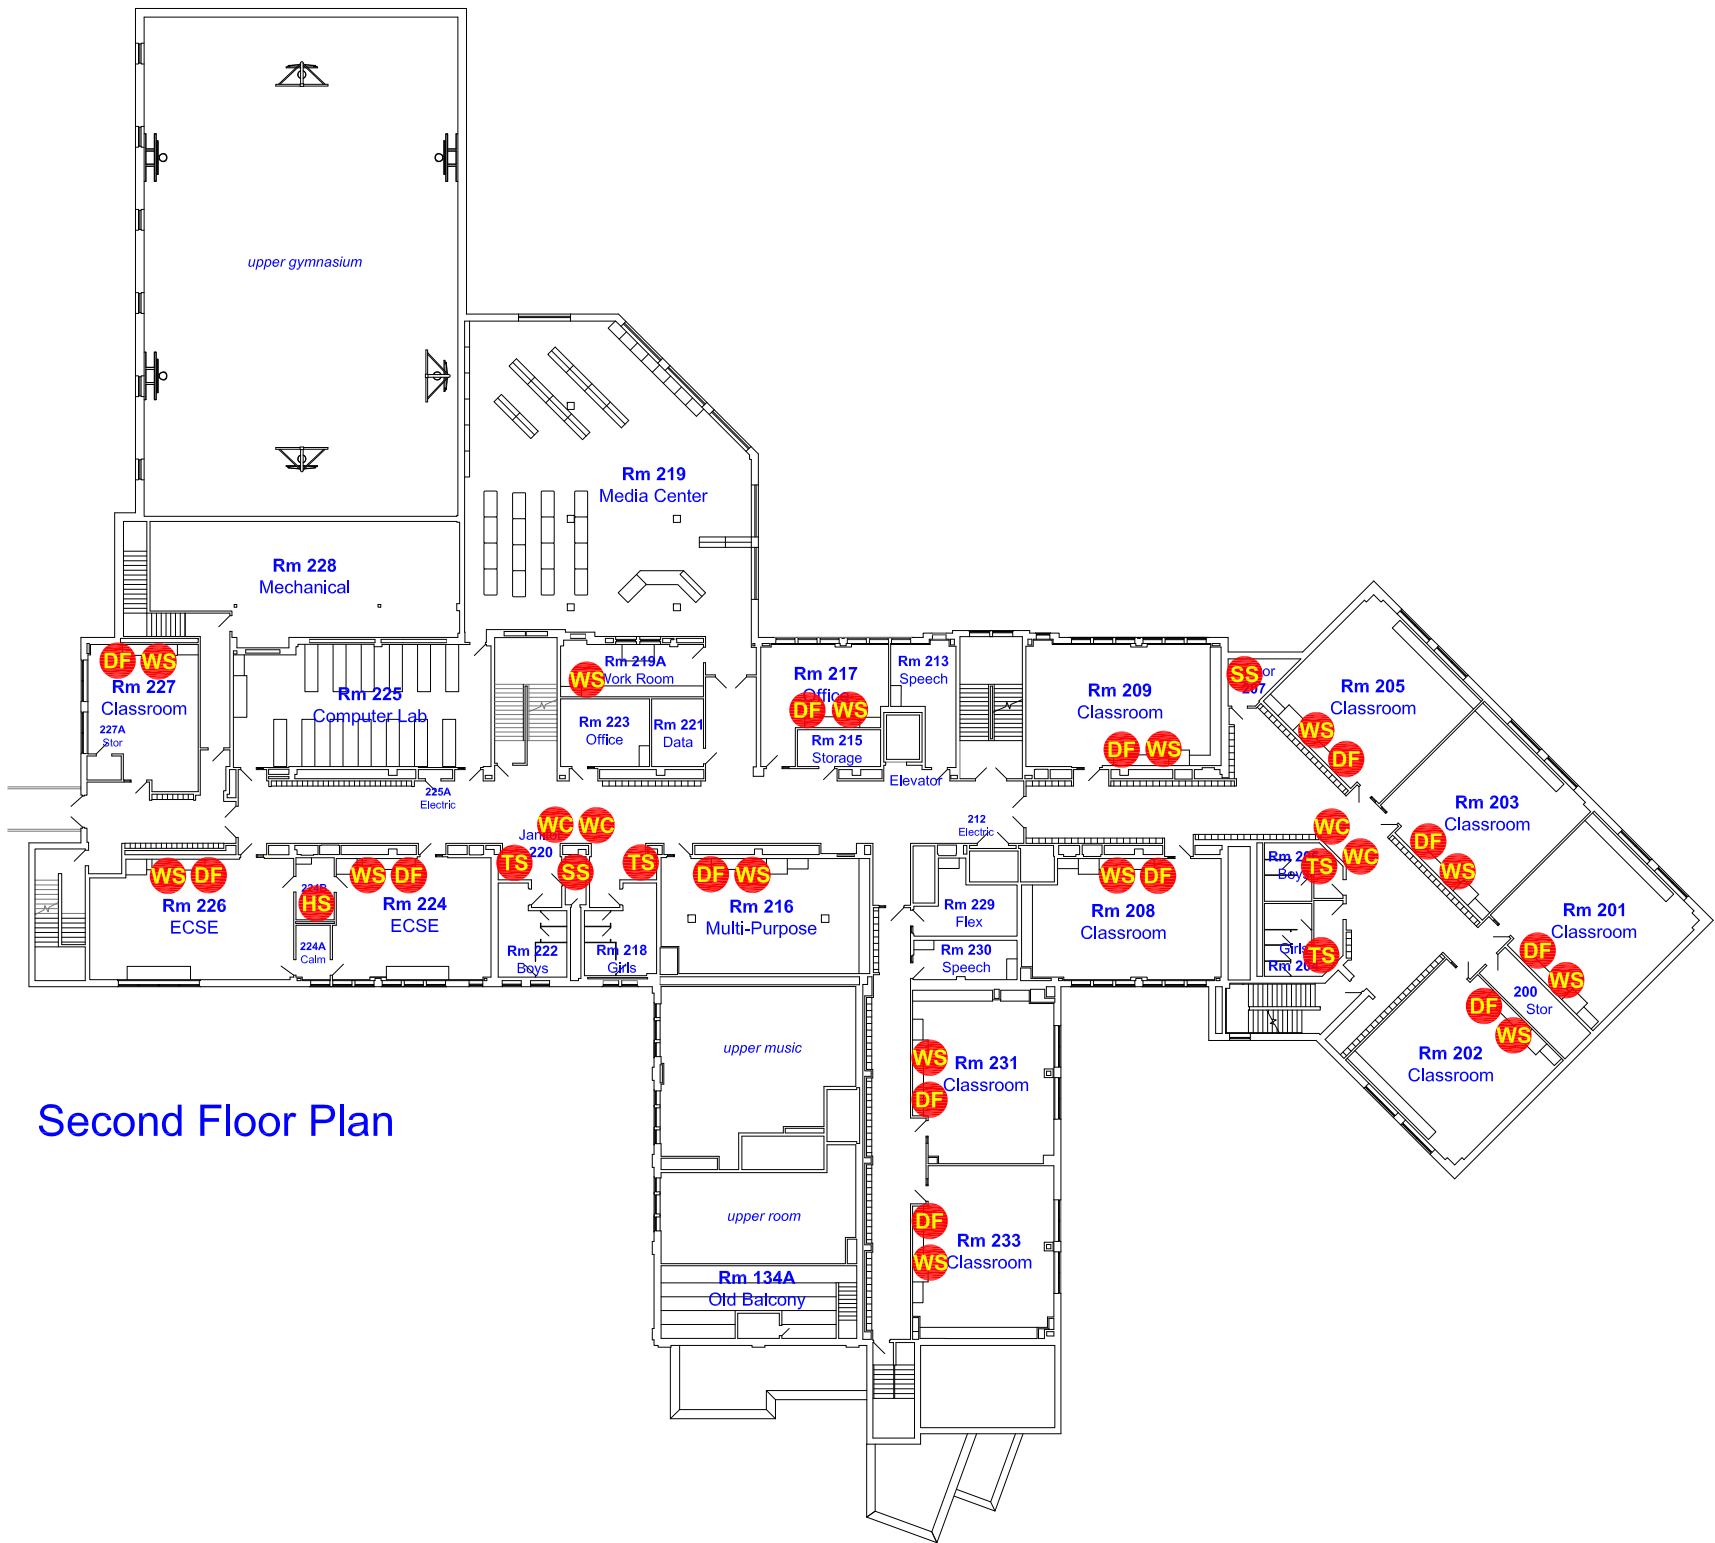 upper gymnasium
Rm 219
Media Center
Rm 228
Mechanical
DF WS
Rm 227
Classroom
227A
Stor
Rm 225
Computer Lab
Rm 219A
Work Room
WS
Rm 223
Office
Rm 221
Data
Rm 217
Office
DF WS
Rm 215
Storage
Rm 213
Speech
Elevator
Rm 209
Classroom
DF WS
SS
Rm 205
Classroom
WS
DF
Rm 203
Classroom
DF
WS
Rm 201
Classroom
DF
WS
200
Stor
DF
WS
Rm 202
Classroom
225A
Electric
WC WC
220
TS
SS
TS
212
Electric
WC
WC
TS
Boys
Girls
TS
WS DF
Rm 226
ECSE
HS
224A
Calm
WS DF
Rm 224
ECSE
Rm 222
Boys
Rm 218
Girls
DF WS
Rm 216
Multi-Purpose
Rm 229
Flex
Rm 230
Speech
WS DF
Rm 208
Classroom
upper music
WS
Rm 231
Classroom
DF
Second Floor Plan
upper room
DF
Rm 233
WS Classroom
Rm 134A
Old Balcony